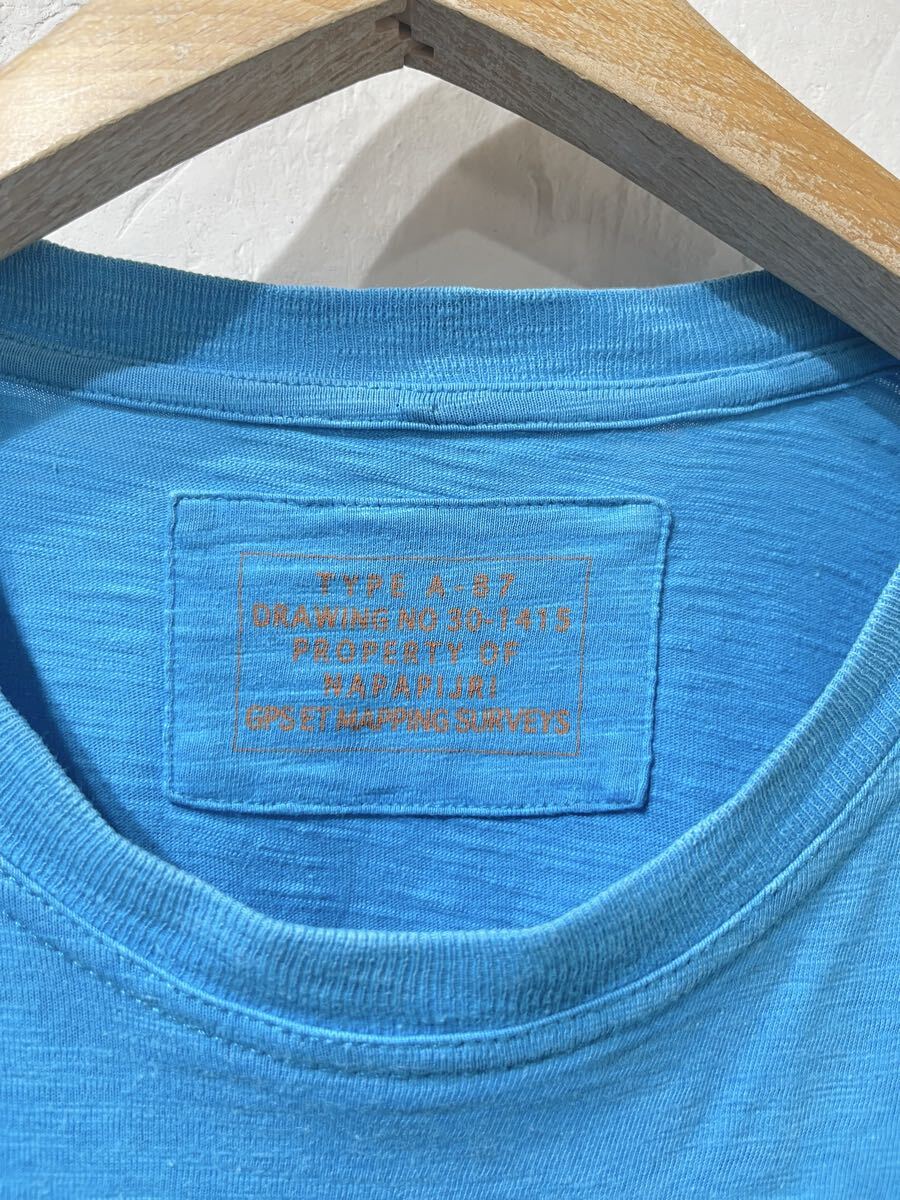 TYPE A-87
DRAWING NO 30-1415
PROPERTY OF
NAPAPIJRI
GPS ET MAPPING SURVEYS